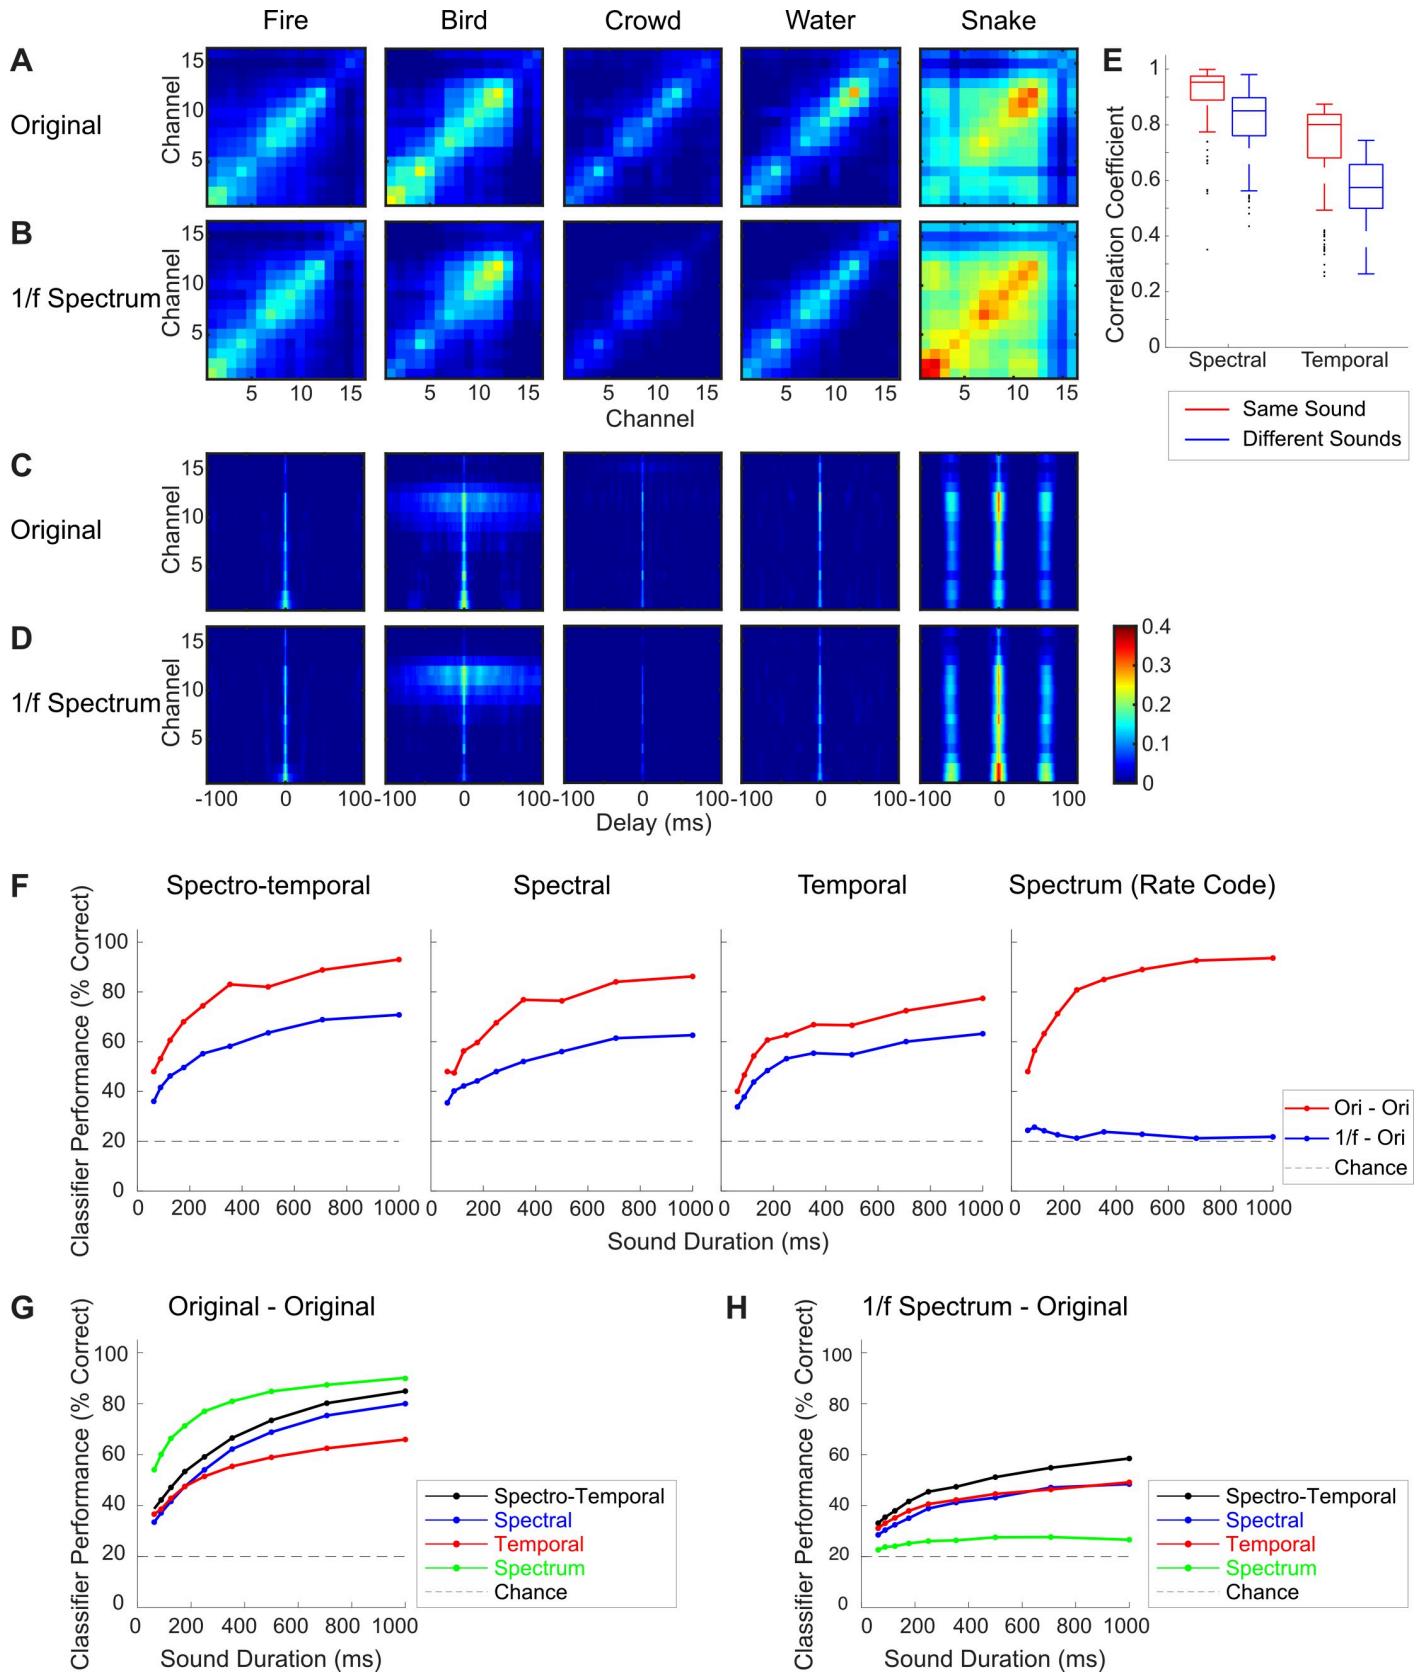 Fire Bird Crowd Water Snake
A
Original
Channel
15
10
5
B
1/f Spectrum
Channel
15
10
5
5 10 15 5 10 15 5 10 15 5 10 15 5 10 15
Channel
E
Correlation Coefficient
1
0.8
0.6
0.4
0.2
0
Spectral Temporal
Same Sound
Different Sounds
C
Original
Channel
15
10
5
D
1/f Spectrum
Channel
15
10
5
-100 0 100 -100 0 100 -100 0 100 -100 0 100 -100 0 100
Delay (ms)
0.4
0.3
0.2
0.1
0
F
Spectro-temporal Spectral Temporal Spectrum (Rate Code)
Classifier Performance (% Correct)
100
80
60
40
20
0
0 200 400 600 800 1000 0 200 400 600 800 1000 0 200 400 600 800 1000 0 200 400 600 800 1000
Sound Duration (ms)
Ori - Ori
1/f - Ori
Chance
G
Original - Original
Classifier Performance (% Correct)
100
80
60
40
20
0
0 200 400 600 800 1000
Sound Duration (ms)
Spectro-Temporal
Spectral
Temporal
Spectrum
Chance
H
1/f Spectrum - Original
Classifier Performance (% Correct)
100
80
60
40
20
0
0 200 400 600 800 1000
Sound Duration (ms)
Spectro-Temporal
Spectral
Temporal
Spectrum
Chance